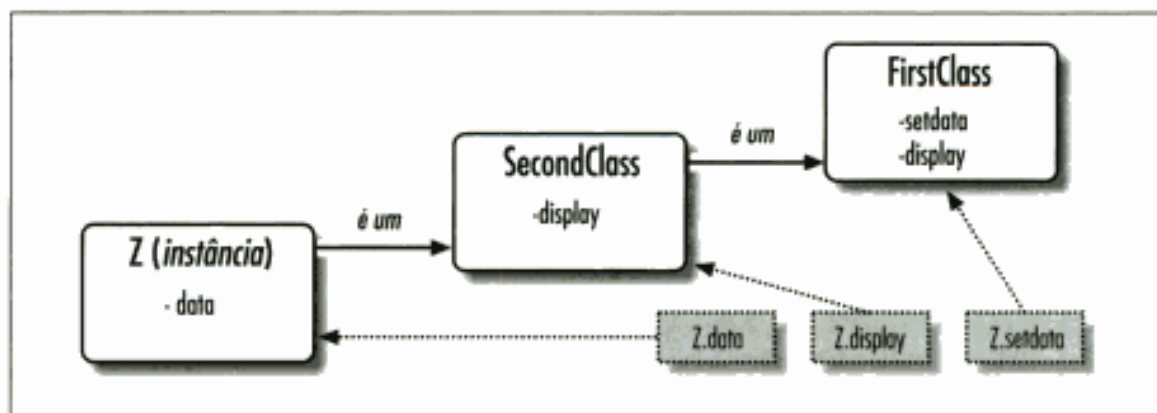 FirstClass
-setdata
-display
é um
SecondClass
-display
é um
Z (instância)
- data
Z.data
Z.display
Z.setdata